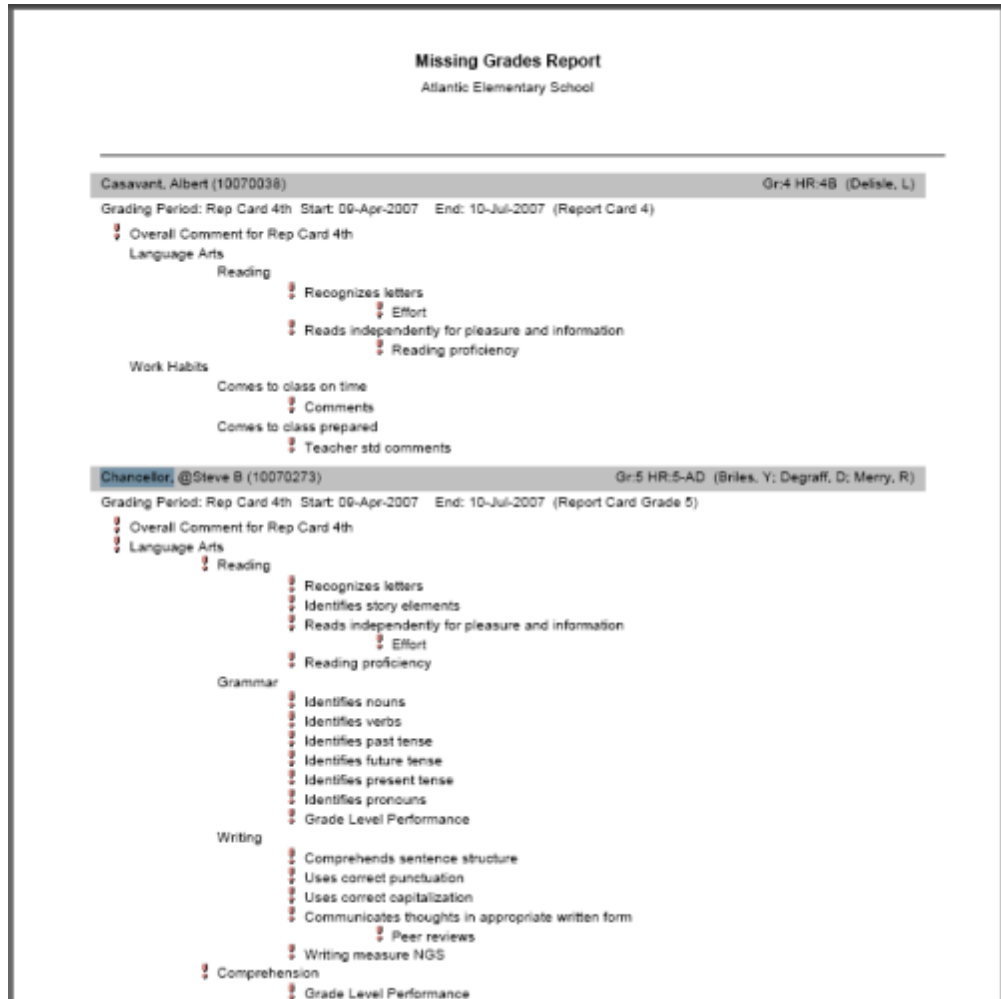 Missing Grades Report
Atlantic Elementary School
Casavant, Albert (10070038) Gr:4 HR:4B (Delisle, L)
Grading Period: Rep Card 4th Start: 09-Apr-2007 End: 10-Jul-2007 (Report Card 4)
Overall Comment for Rep Card 4th
Language Arts
Reading
Recognizes letters
Effort
Reads independently for pleasure and information
Reading proficiency
Work Habits
Comes to class on time
Comments
Comes to class prepared
Teacher std comments
Chancellor, @Steve B (10070273) Gr:5 HR:5-AD (Briles, Y; Degraff, D; Merry, R)
Grading Period: Rep Card 4th Start: 09-Apr-2007 End: 10-Jul-2007 (Report Card Grade 5)
Overall Comment for Rep Card 4th
Language Arts
Reading
Recognizes letters
Identifies story elements
Reads independently for pleasure and information
Effort
Reading proficiency
Grammar
Identifies nouns
Identifies verbs
Identifies past tense
Identifies future tense
Identifies present tense
Identifies pronouns
Grade Level Performance
Writing
Comprehends sentence structure
Uses correct punctuation
Uses correct capitalization
Communicates thoughts in appropriate written form
Peer reviews
Writing measure NGS
Comprehension
Grade Level Performance